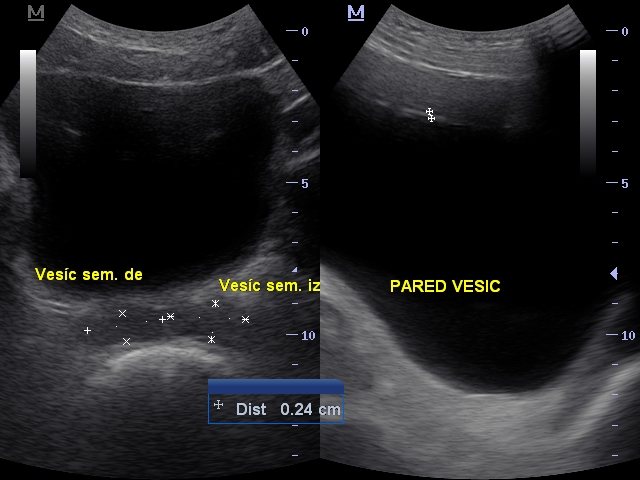 M
M
0
0
5
5
Vesíc sem. de
Vesíc sem. iz
PARED VESIC
10
10
Dist 0.24 cm